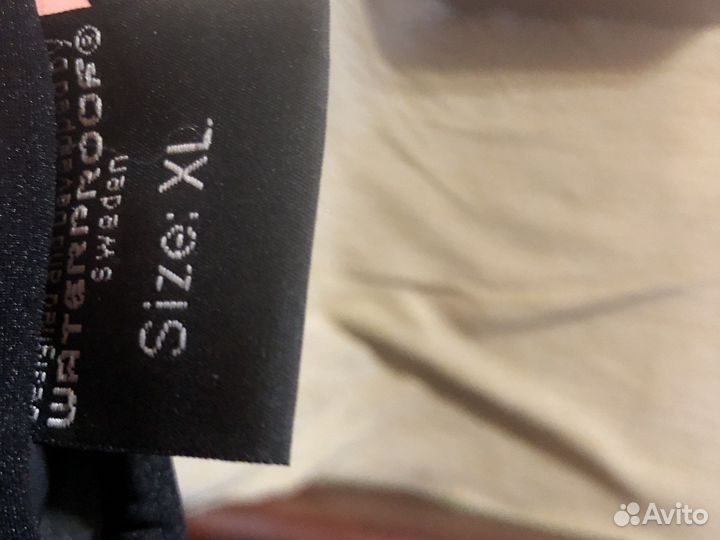 WATERPROOF®
sweden
Size: XL
Avito